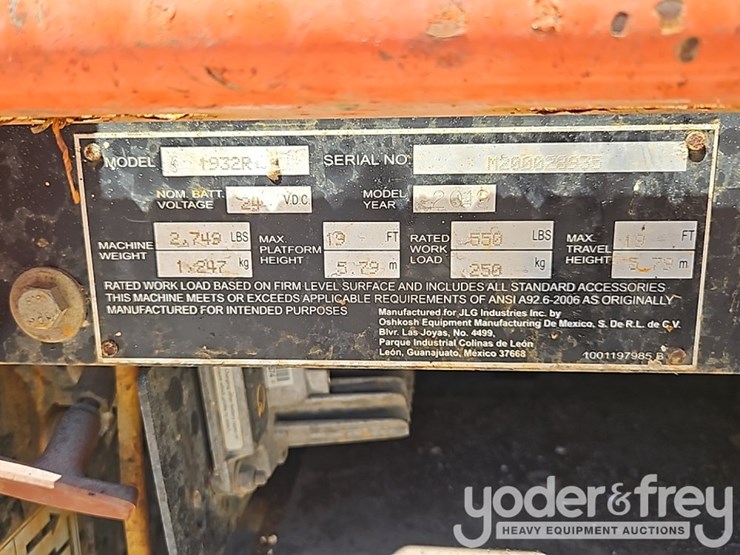 MODEL 1932R SERIAL NO. M200028935
NOM. BATT. VOLTAGE 24 V.D.C. MODEL YEAR 2019
MACHINE WEIGHT 2,749 LBS 1,247 kg
MAX. PLATFORM HEIGHT 19 FT 5.79 m
RATED WORK LOAD 550 LBS 250 kg
MAX. TRAVEL HEIGHT 19 FT 5.79 m
RATED WORK LOAD BASED ON FIRM LEVEL SURFACE AND INCLUDES ALL STANDARD ACCESSORIES
THIS MACHINE MEETS OR EXCEEDS APPLICABLE REQUIREMENTS OF ANSI A92.6-2006 AS ORIGINALLY
MANUFACTURED FOR INTENDED PURPOSES
Manufactured for JLG Industries Inc. by
Oshkosh Equipment Manufacturing De Mexico, S. De R.L. de C.V.
Blvr. Las Joyas, No. 4499,
Parque Industrial Colinas de León
León, Guanajuato, México 37668
1001197985 B
yoder&frey
HEAVY EQUIPMENT AUCTIONS